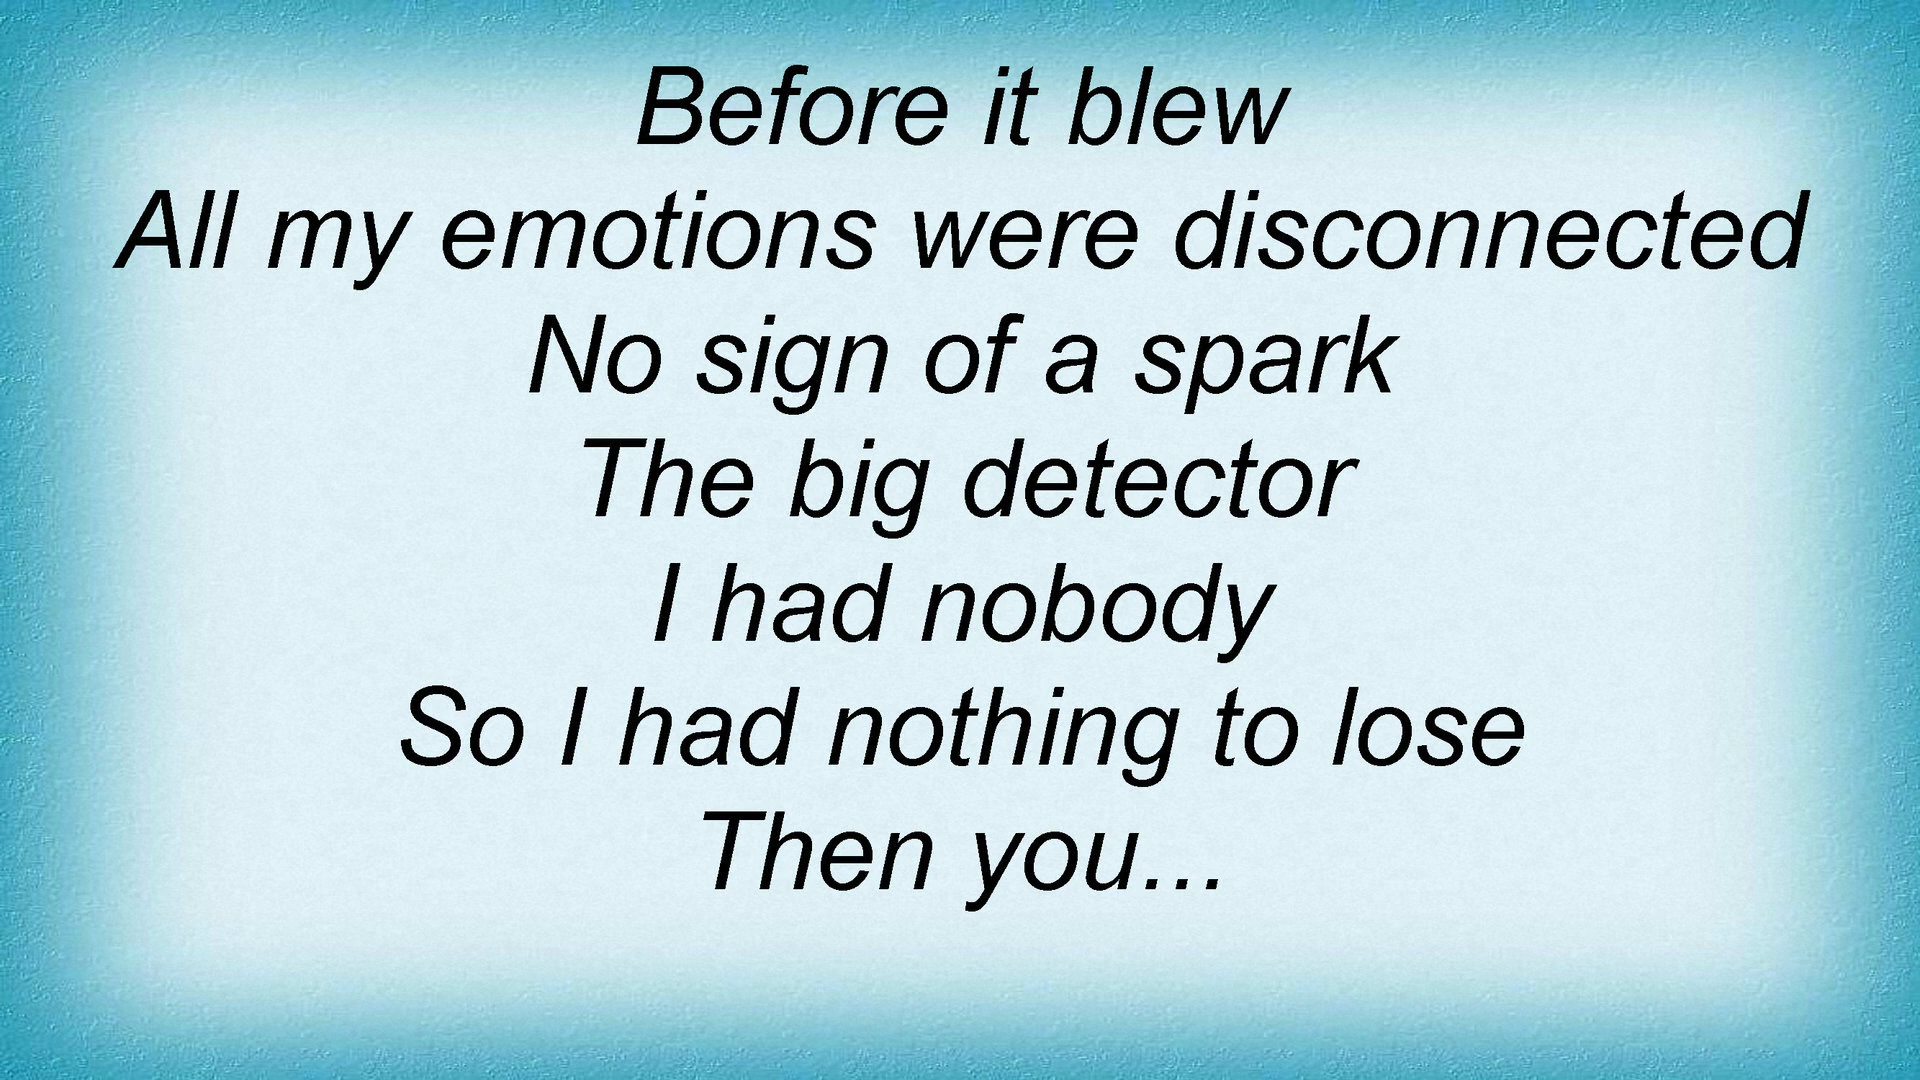 Before it blew
All my emotions were disconnected
No sign of a spark
The big detector
I had nobody
So I had nothing to lose
Then you...